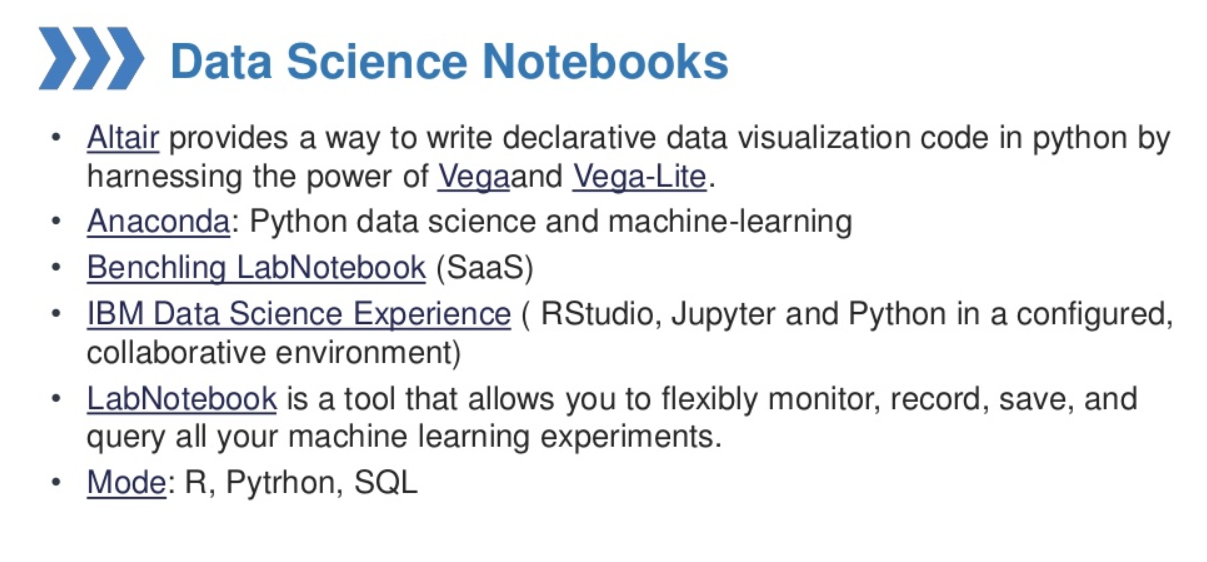 Data Science Notebooks
• Altair provides a way to write declarative data visualization code in python by
harnessing the power of Vegaand Vega-Lite.
• Anaconda: Python data science and machine-learning
• Benchling LabNotebook (SaaS)
• IBM Data Science Experience ( RStudio, Jupyter and Python in a configured,
collaborative environment)
• LabNotebook is a tool that allows you to flexibly monitor, record, save, and
query all your machine learning experiments.
• Mode: R, Pytrhon, SQL